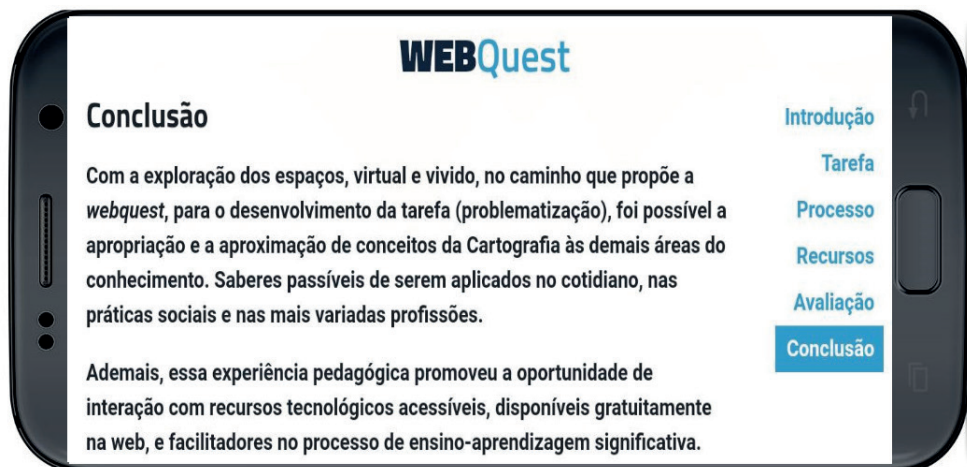 WEBQuest
Conclusão
Com a exploração dos espaços, virtual e vivido, no caminho que propõe a
webquest, para o desenvolvimento da tarefa (problematização), foi possível a
apropriação e a aproximação de conceitos da Cartografia às demais áreas do
conhecimento. Saberes passíveis de serem aplicados no cotidiano, nas
práticas sociais e nas mais variadas profissões.
Ademais, essa experiência pedagógica promoveu a oportunidade de
interação com recursos tecnológicos acessíveis, disponíveis gratuitamente
na web, e facilitadores no processo de ensino-aprendizagem significativa.
Introdução
Tarefa
Processo
Recursos
Avaliação
Conclusão